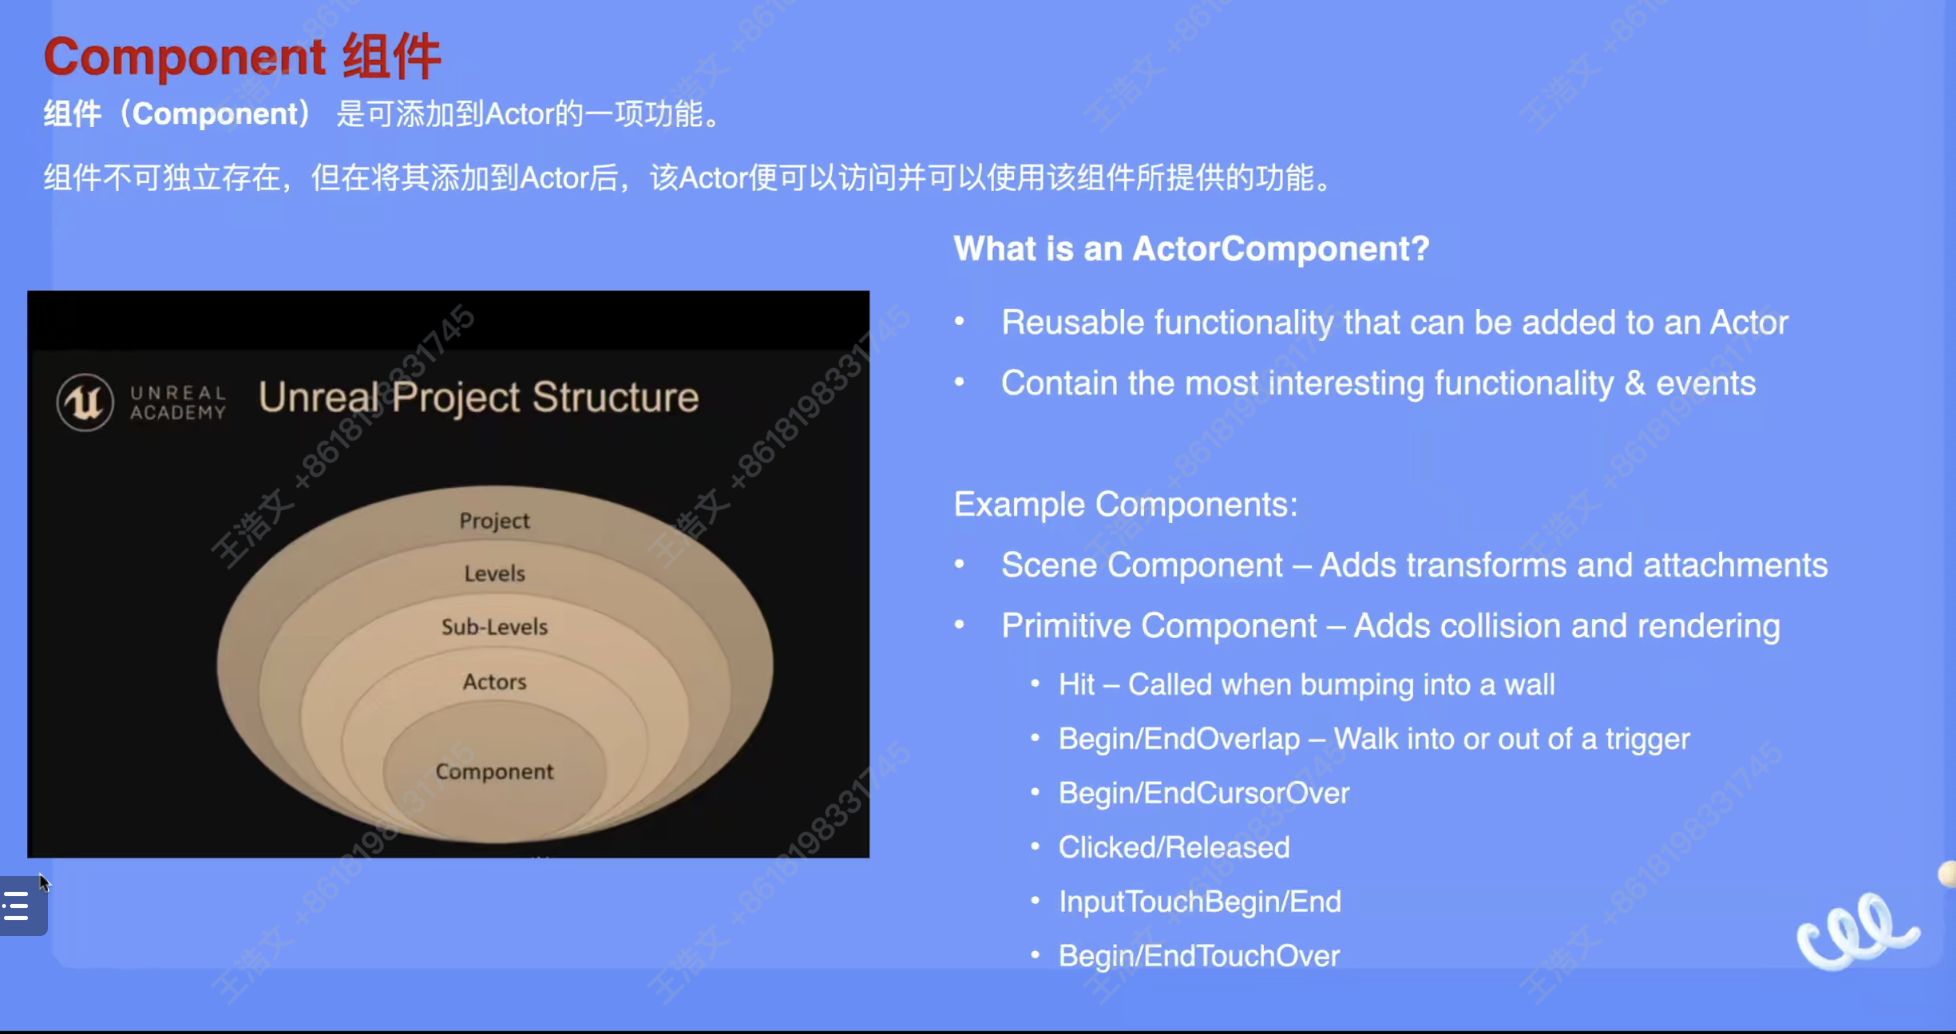 Component 组件
组件（Component） 是可添加到Actor的一项功能。
组件不可独立存在，但在将其添加到Actor后，该Actor便可以访问并可以使用该组件所提供的功能。
UNREAL
ACADEMY
Unreal Project Structure
Project
Levels
Sub-Levels
Actors
Component
What is an ActorComponent?
• Reusable functionality that can be added to an Actor
• Contain the most interesting functionality & events
Example Components:
• Scene Component – Adds transforms and attachments
• Primitive Component – Adds collision and rendering
• Hit – Called when bumping into a wall
• Begin/EndOverlap – Walk into or out of a trigger
• Begin/EndCursorOver
• Clicked/Released
• InputTouchBegin/End
• Begin/EndTouchOver
王浩文 +8618198331745